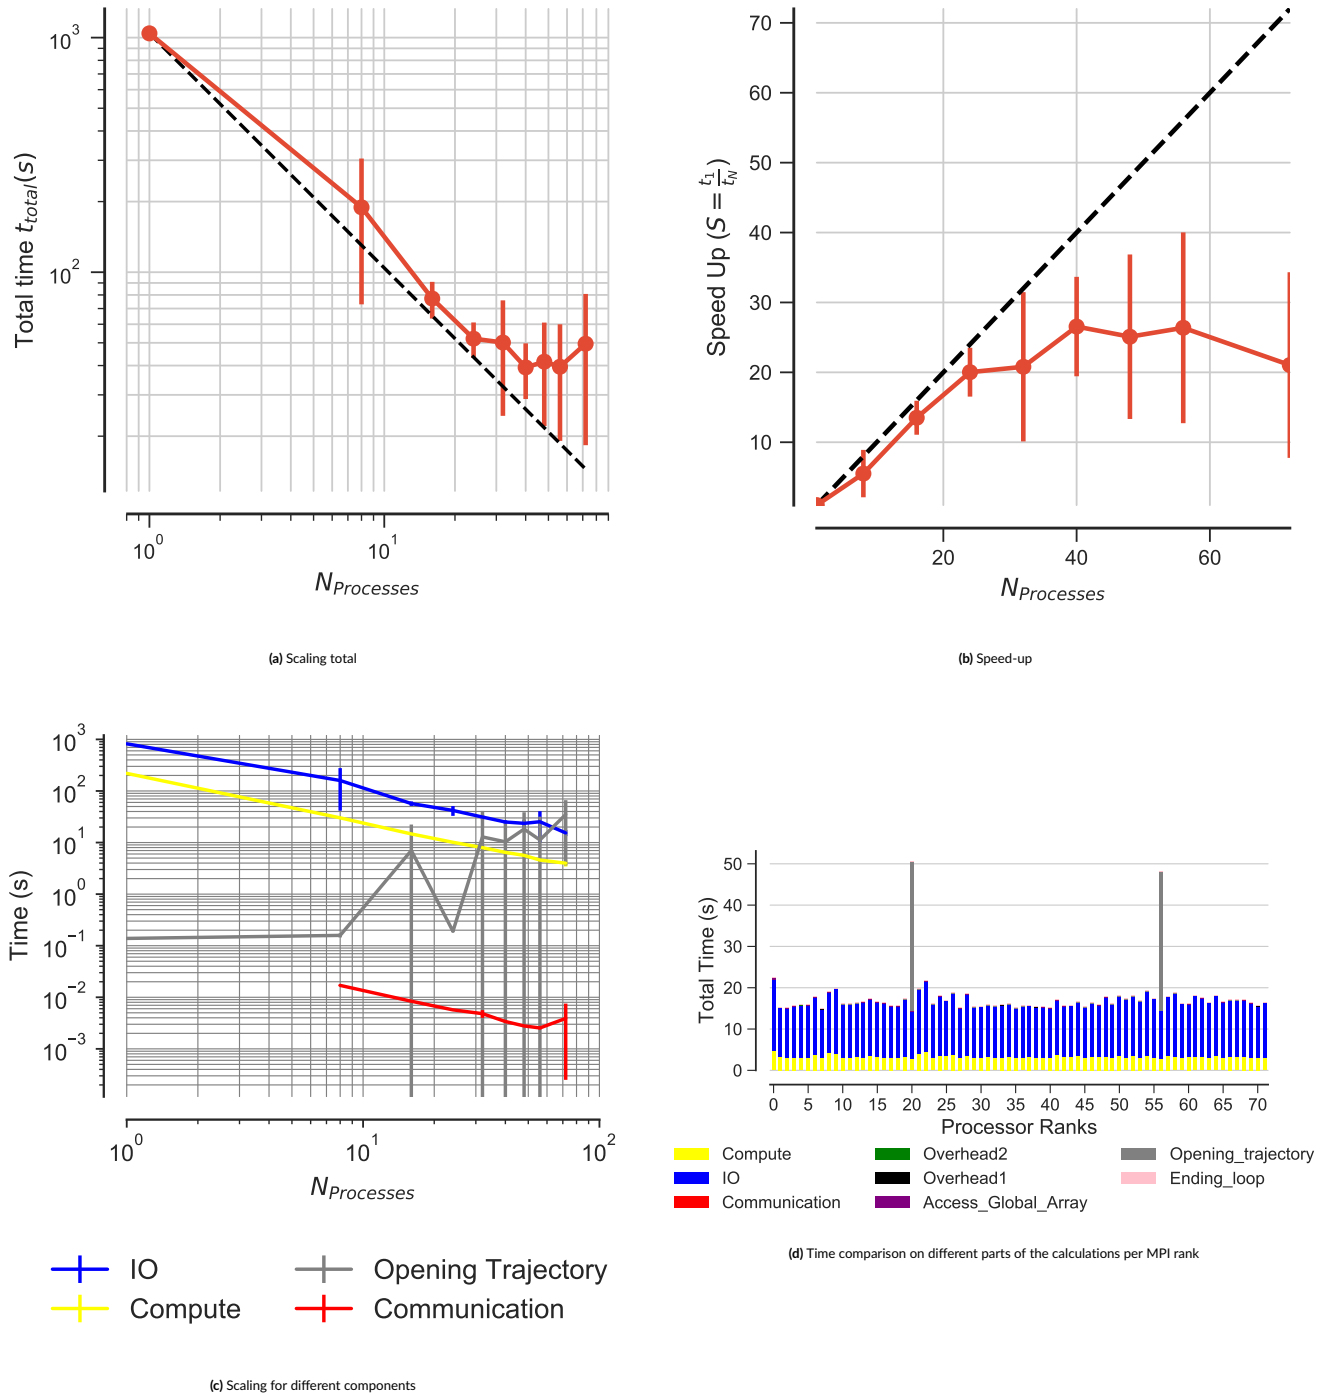 10^3
10^2
Total time t_total(s)
10^0
10^1
N_Processes
(a) Scaling total
70
60
50
40
30
20
10
Speed Up (S = t_1/t_N)
20
40
60
N_Processes
(b) Speed-up
10^3
10^2
10^1
10^0
10^−1
10^−2
10^−3
Time (s)
10^0
10^1
10^2
N_Processes
IO
Opening Trajectory
Compute
Communication
(c) Scaling for different components
50
40
30
20
10
0
Total Time (s)
0 5 10 15 20 25 30 35 40 45 50 55 60 65 70
Processor Ranks
Compute
Overhead2
Opening_trajectory
IO
Overhead1
Ending_loop
Communication
Access_Global_Array
(d) Time comparison on different parts of the calculations per MPI rank